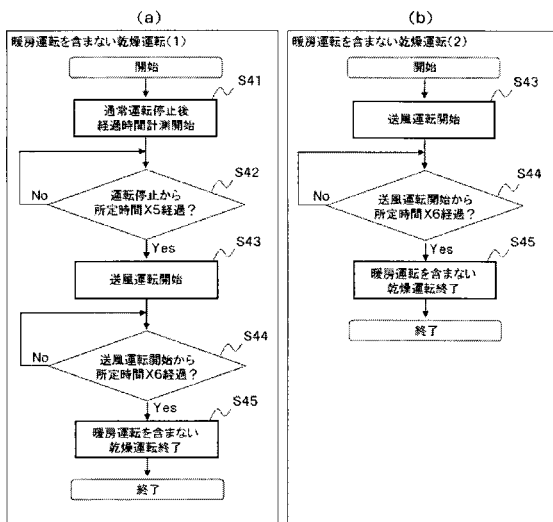 (a)
暖房運転を含まない乾燥運転(1)
開始
S41
通常運転停止後
経過時間計測開始
S42
運転停止から
所定時間X5経過？
No
Yes
S43
送風運転開始
S44
送風運転開始から
所定時間X6経過？
No
Yes
S45
暖房運転を含まない
乾燥運転終了
終了
(b)
暖房運転を含まない乾燥運転(2)
開始
S43
送風運転開始
S44
送風運転開始から
所定時間X6経過？
No
Yes
S45
暖房運転を含まない
乾燥運転終了
終了